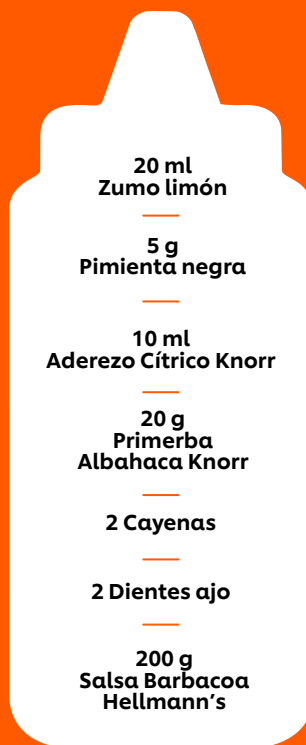 20 ml
Zumo limón
5 g
Pimienta negra
10 ml
Aderezo Cítrico Knorr
20 g
Primerba
Albahaca Knorr
2 Cayenas
2 Dientes ajo
200 g
Salsa Barbacoa
Hellmann’s